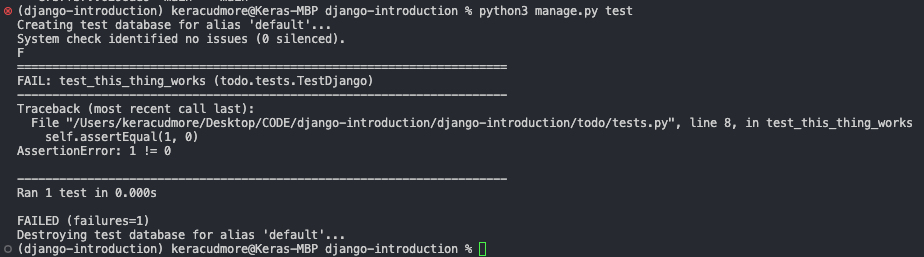 (django-introduction) keracudmore@Keras-MBP django-introduction % python3 manage.py test
Creating test database for alias 'default'...
System check identified no issues (0 silenced).
F
======================================================================
FAIL: test_this_thing_works (todo.tests.TestDjango)
----------------------------------------------------------------------
Traceback (most recent call last):
  File "/Users/keracudmore/Desktop/CODE/django-introduction/django-introduction/todo/tests.py", line 8, in test_this_thing_works
    self.assertEqual(1, 0)
AssertionError: 1 != 0
----------------------------------------------------------------------
Ran 1 test in 0.000s
FAILED (failures=1)
Destroying test database for alias 'default'...
(django-introduction) keracudmore@Keras-MBP django-introduction %